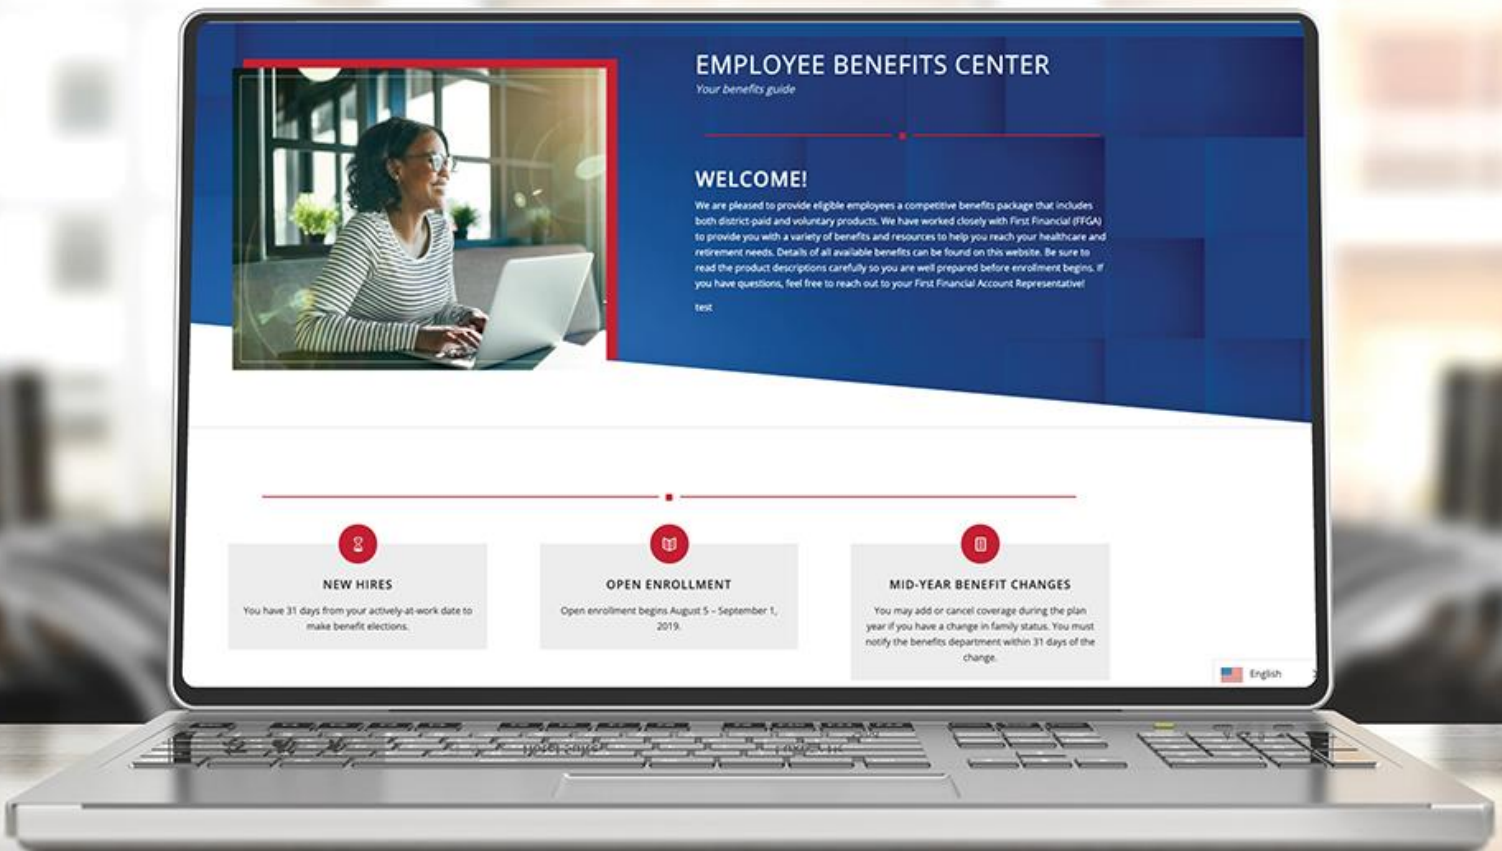 EMPLOYEE BENEFITS CENTER
Your benefits guide
WELCOME!
We are pleased to provide eligible employees a competitive benefits package that includes
both district-paid and voluntary products. We have worked closely with First Financial (FFGA)
to provide you with a variety of benefits and resources to help you reach your healthcare and
retirement needs. Details of all available benefits can be found on this website. Be sure to
read the product descriptions carefully so you are well prepared before enrollment begins. If
you have questions, feel free to reach out to your First Financial Account Representative!
test
NEW HIRES
You have 31 days from your actively-at-work date to
make benefit elections.
OPEN ENROLLMENT
Open enrollment begins August 5 – September 1,
2019.
MID-YEAR BENEFIT CHANGES
You may add or cancel coverage during the plan
year if you have a change in family status. You must
notify the benefits department within 31 days of the
change.
English